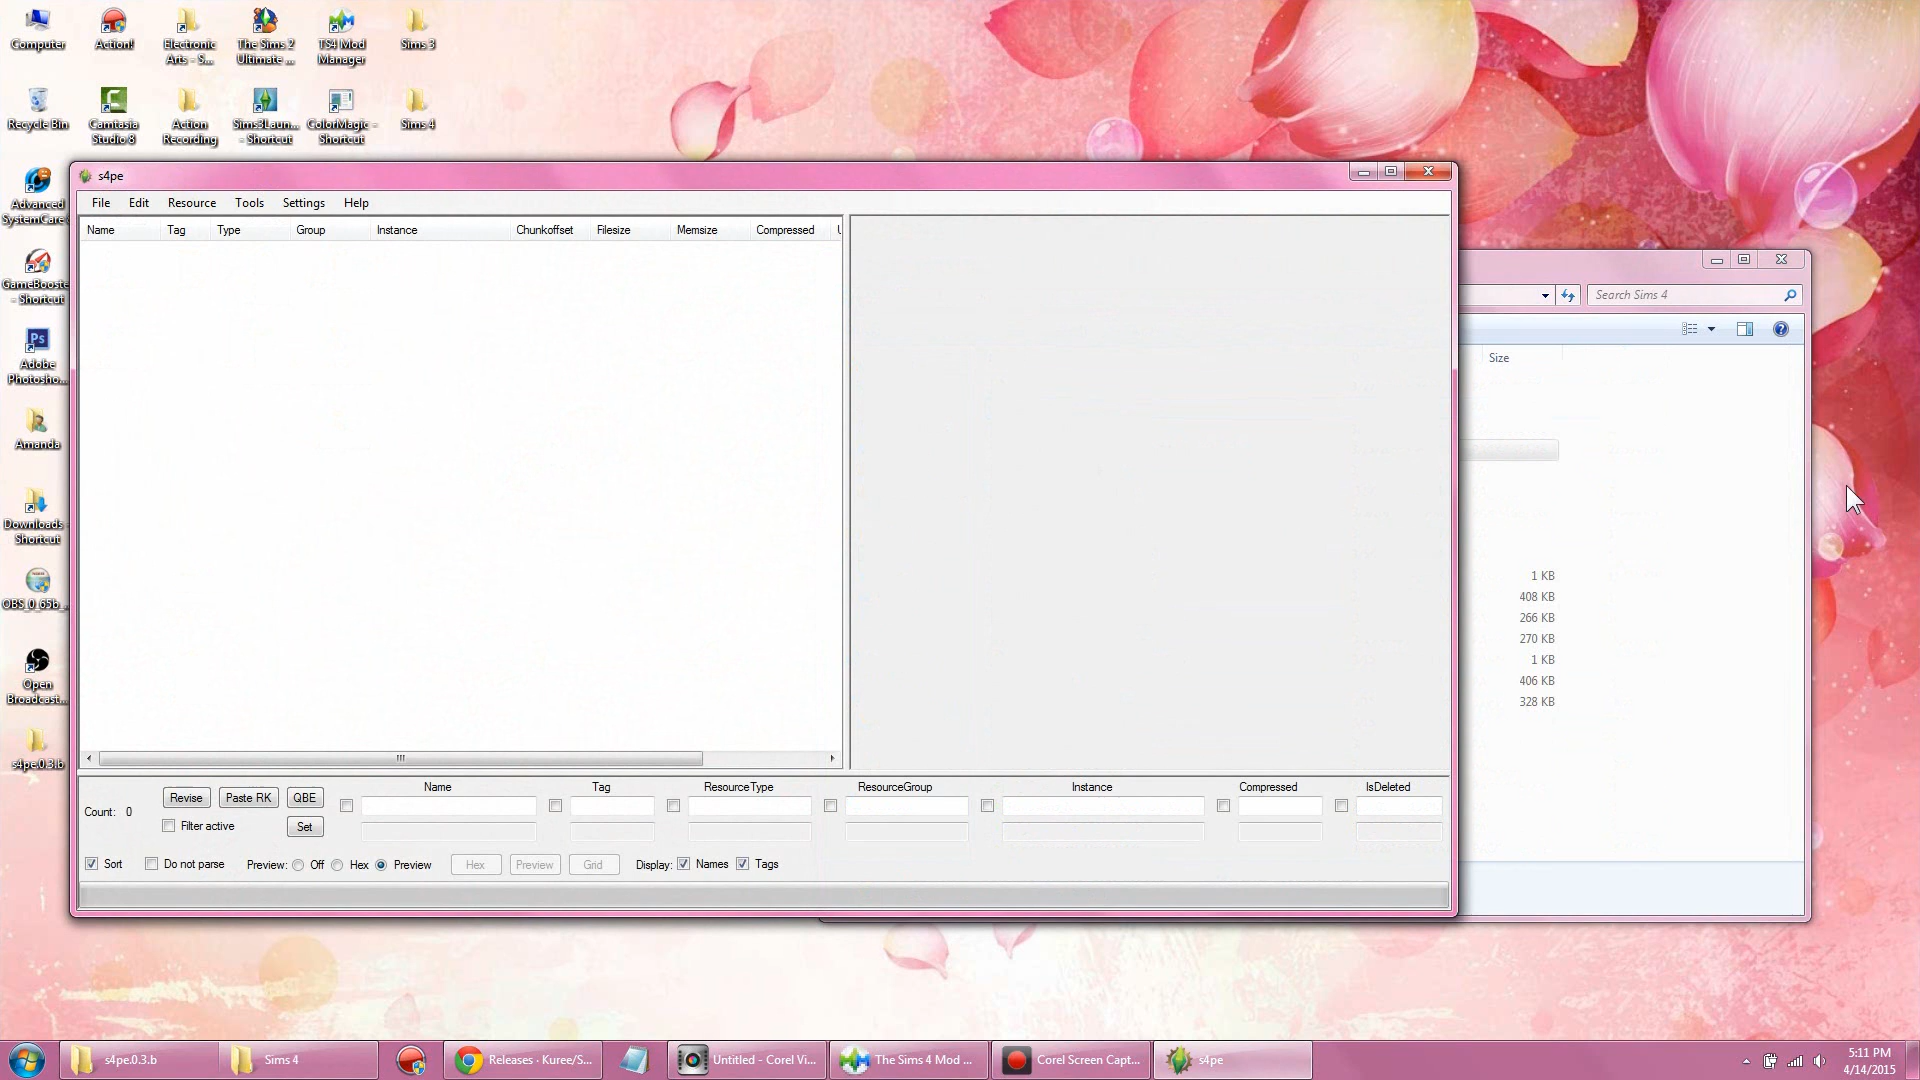 Computer
Action!
Electronic
Arts - S...
The Sims 2
Ultimate ...
TS4 Mod
Manager
Sims 3
Recycle Bin
Camtasia
Studio 8
Action
Recording
Sims3Laun...
- Shortcut
ColorMagic -
Shortcut
Sims 4
Advanced
SystemCare
GameBooste
- Shortcut
Adobe
Photosho...
Amanda
Downloads -
Shortcut
OBS_0_65b_...
Open
Broadcast...
s4pe.0.3.b
s4pe
File Edit Resource Tools Settings Help
Name Tag Type Group Instance Chunkoffset Filesize Memsize Compressed
Search Sims 4
Size
1 KB
408 KB
266 KB
270 KB
1 KB
406 KB
328 KB
Name Tag ResourceType ResourceGroup Instance Compressed IsDeleted
Count: 0 Revise Paste RK QBE
Filter active Set
Sort Do not parse Preview: Off Hex Preview Hex Preview Grid Display: Names Tags
s4pe.0.3.b Sims 4 Releases · Kuree/S... Untitled - Corel Vi... The Sims 4 Mod ... Corel Screen Capt... s4pe
5:11 PM
4/14/2015